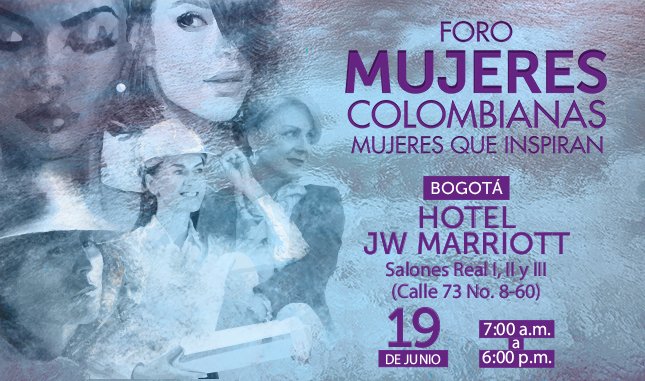 FORO
MUJERES
COLOMBIANAS
MUJERES QUE INSPIRAN
BOGOTÁ
HOTEL
JW MARRIOTT
Salones Real I, II y III
(Calle 73 No. 8-60)
19
DE JUNIO
7:00 a.m.
a
6:00 p.m.